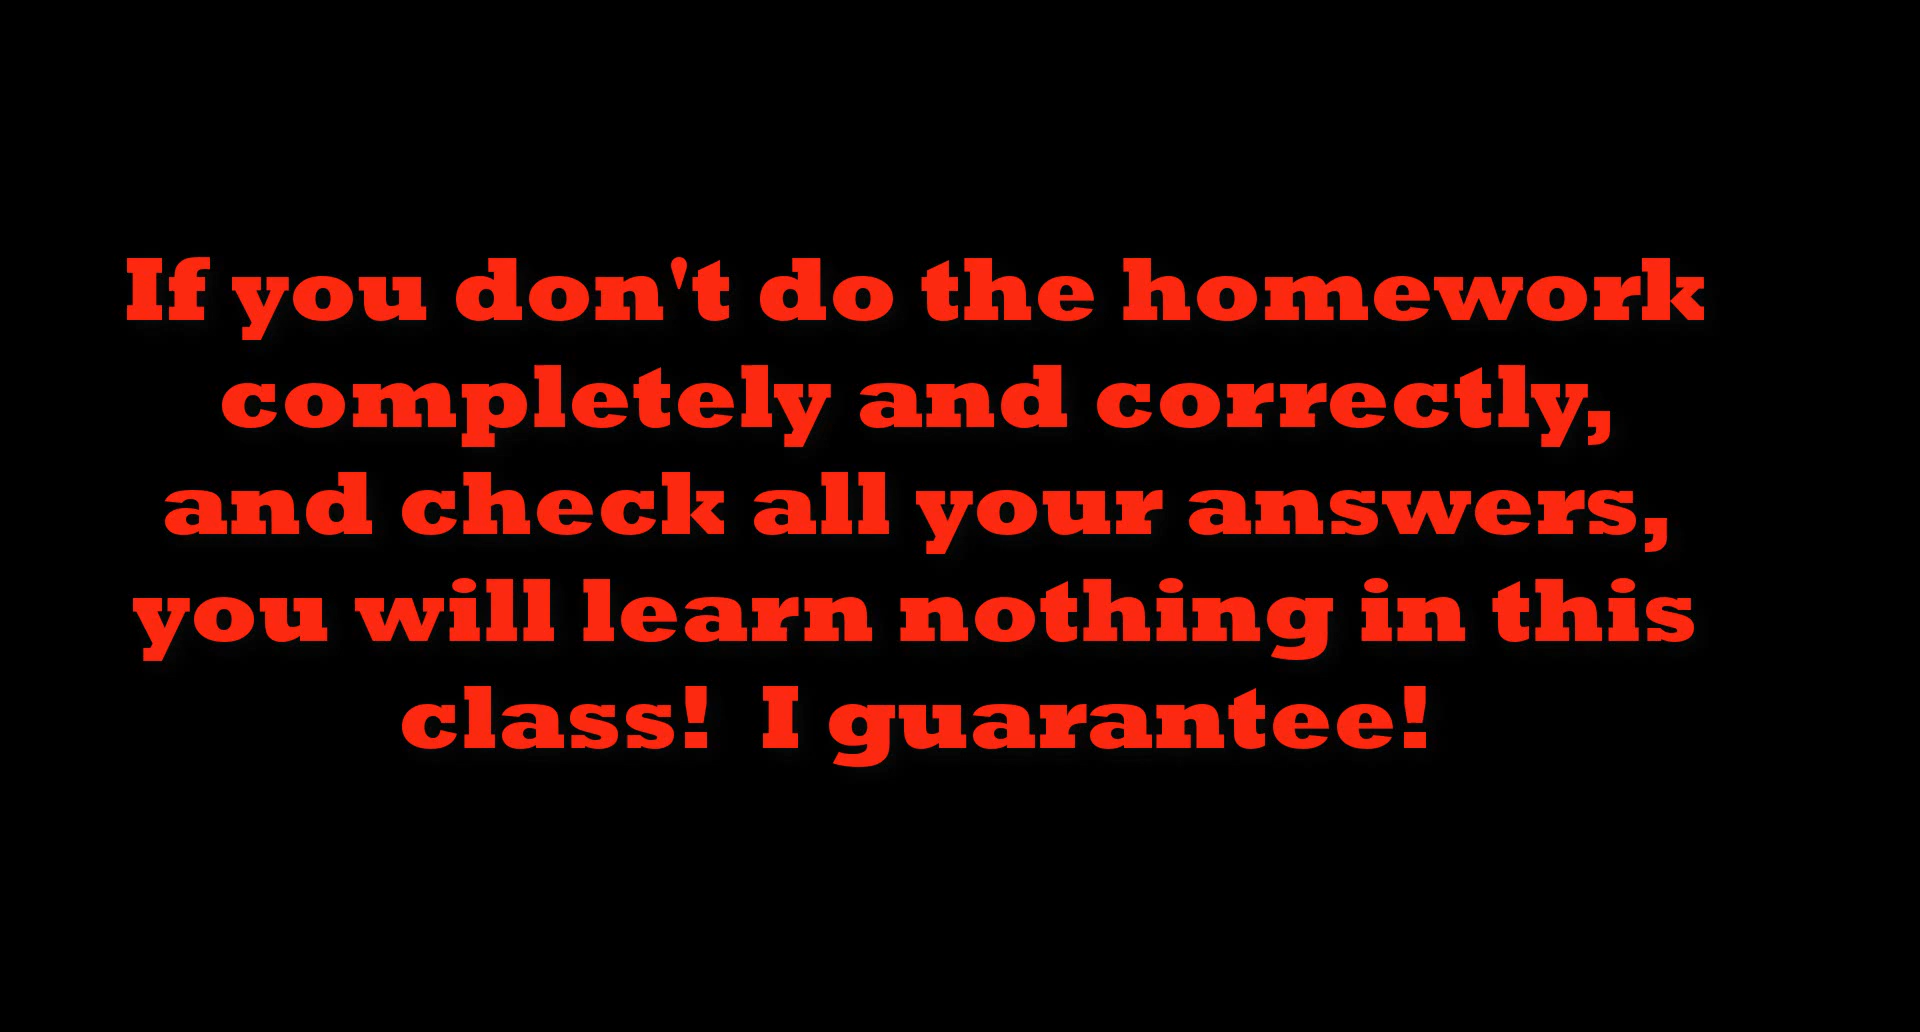 If you don't do the homework
completely and correctly,
and check all your answers,
you will learn nothing in this
class!  I guarantee!